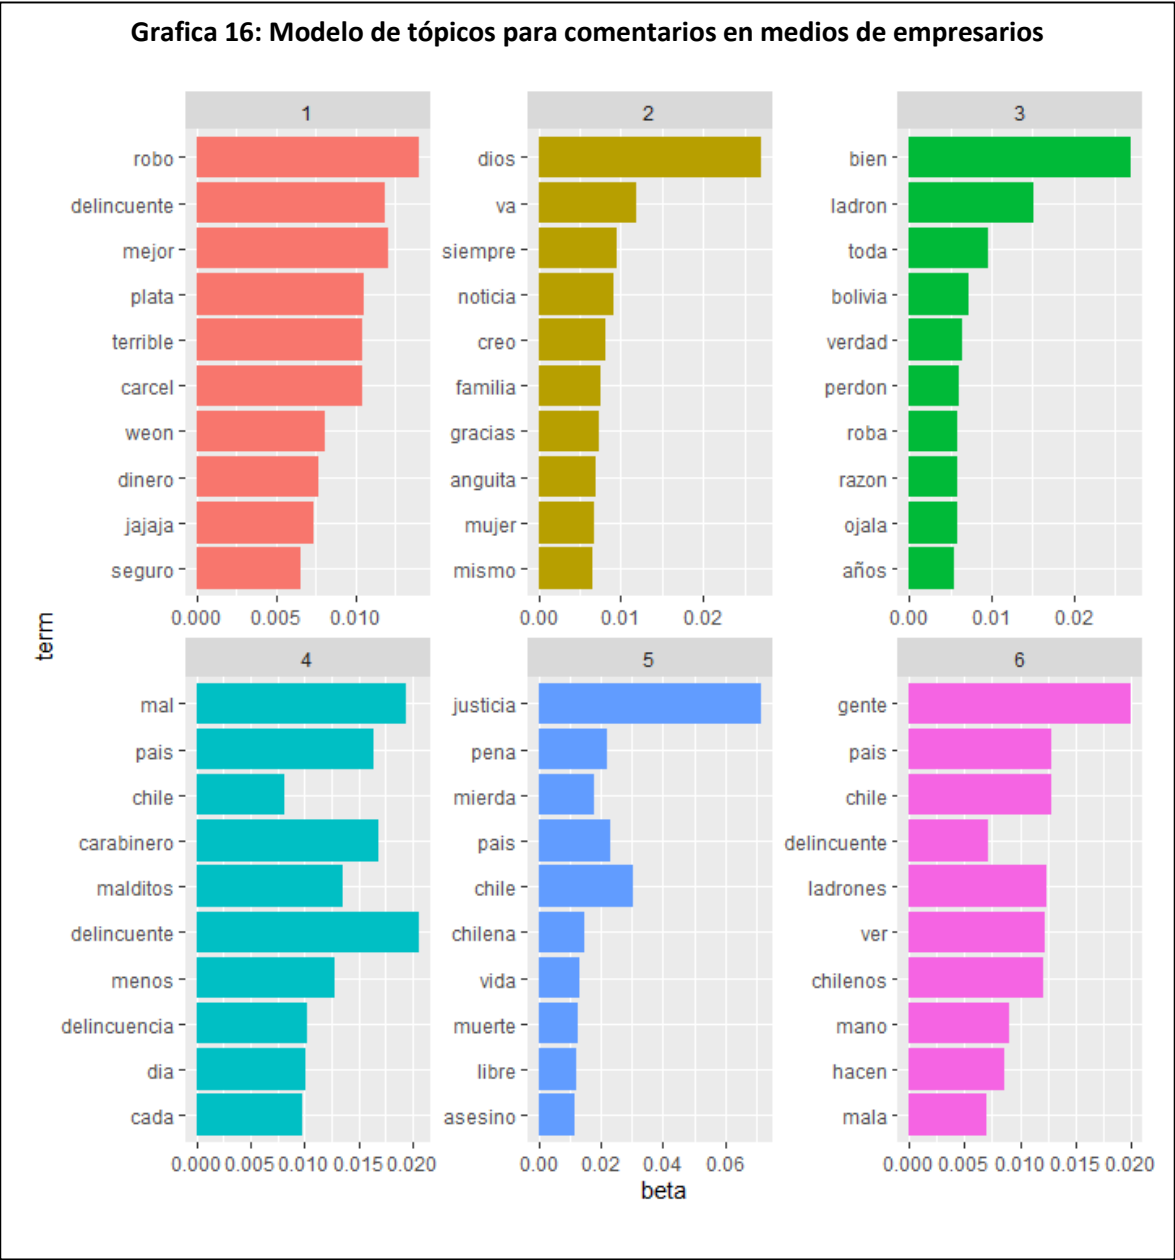 Grafica 16: Modelo de tópicos para comentarios en medios de empresarios
1
robo
delincuente
mejor
plata
terrible
carcel
weon
dinero
jajaja
seguro
0.000 0.005 0.010
2
dios
va
siempre
noticia
creo
familia
gracias
anguita
mujer
mismo
0.00 0.01 0.02
3
bien
ladron
toda
bolivia
verdad
perdon
roba
razon
ojala
años
0.00 0.01 0.02
term
4
mal
pais
chile
carabinero
malditos
delincuente
menos
delincuencia
dia
cada
0.000 0.005 0.010 0.015 0.020
5
justicia
pena
mierda
pais
chile
chilena
vida
muerte
libre
asesino
0.00 0.02 0.04 0.06
6
gente
pais
chile
delincuente
ladrones
ver
chilenos
mano
hacen
mala
0.000 0.005 0.010 0.015 0.020
beta